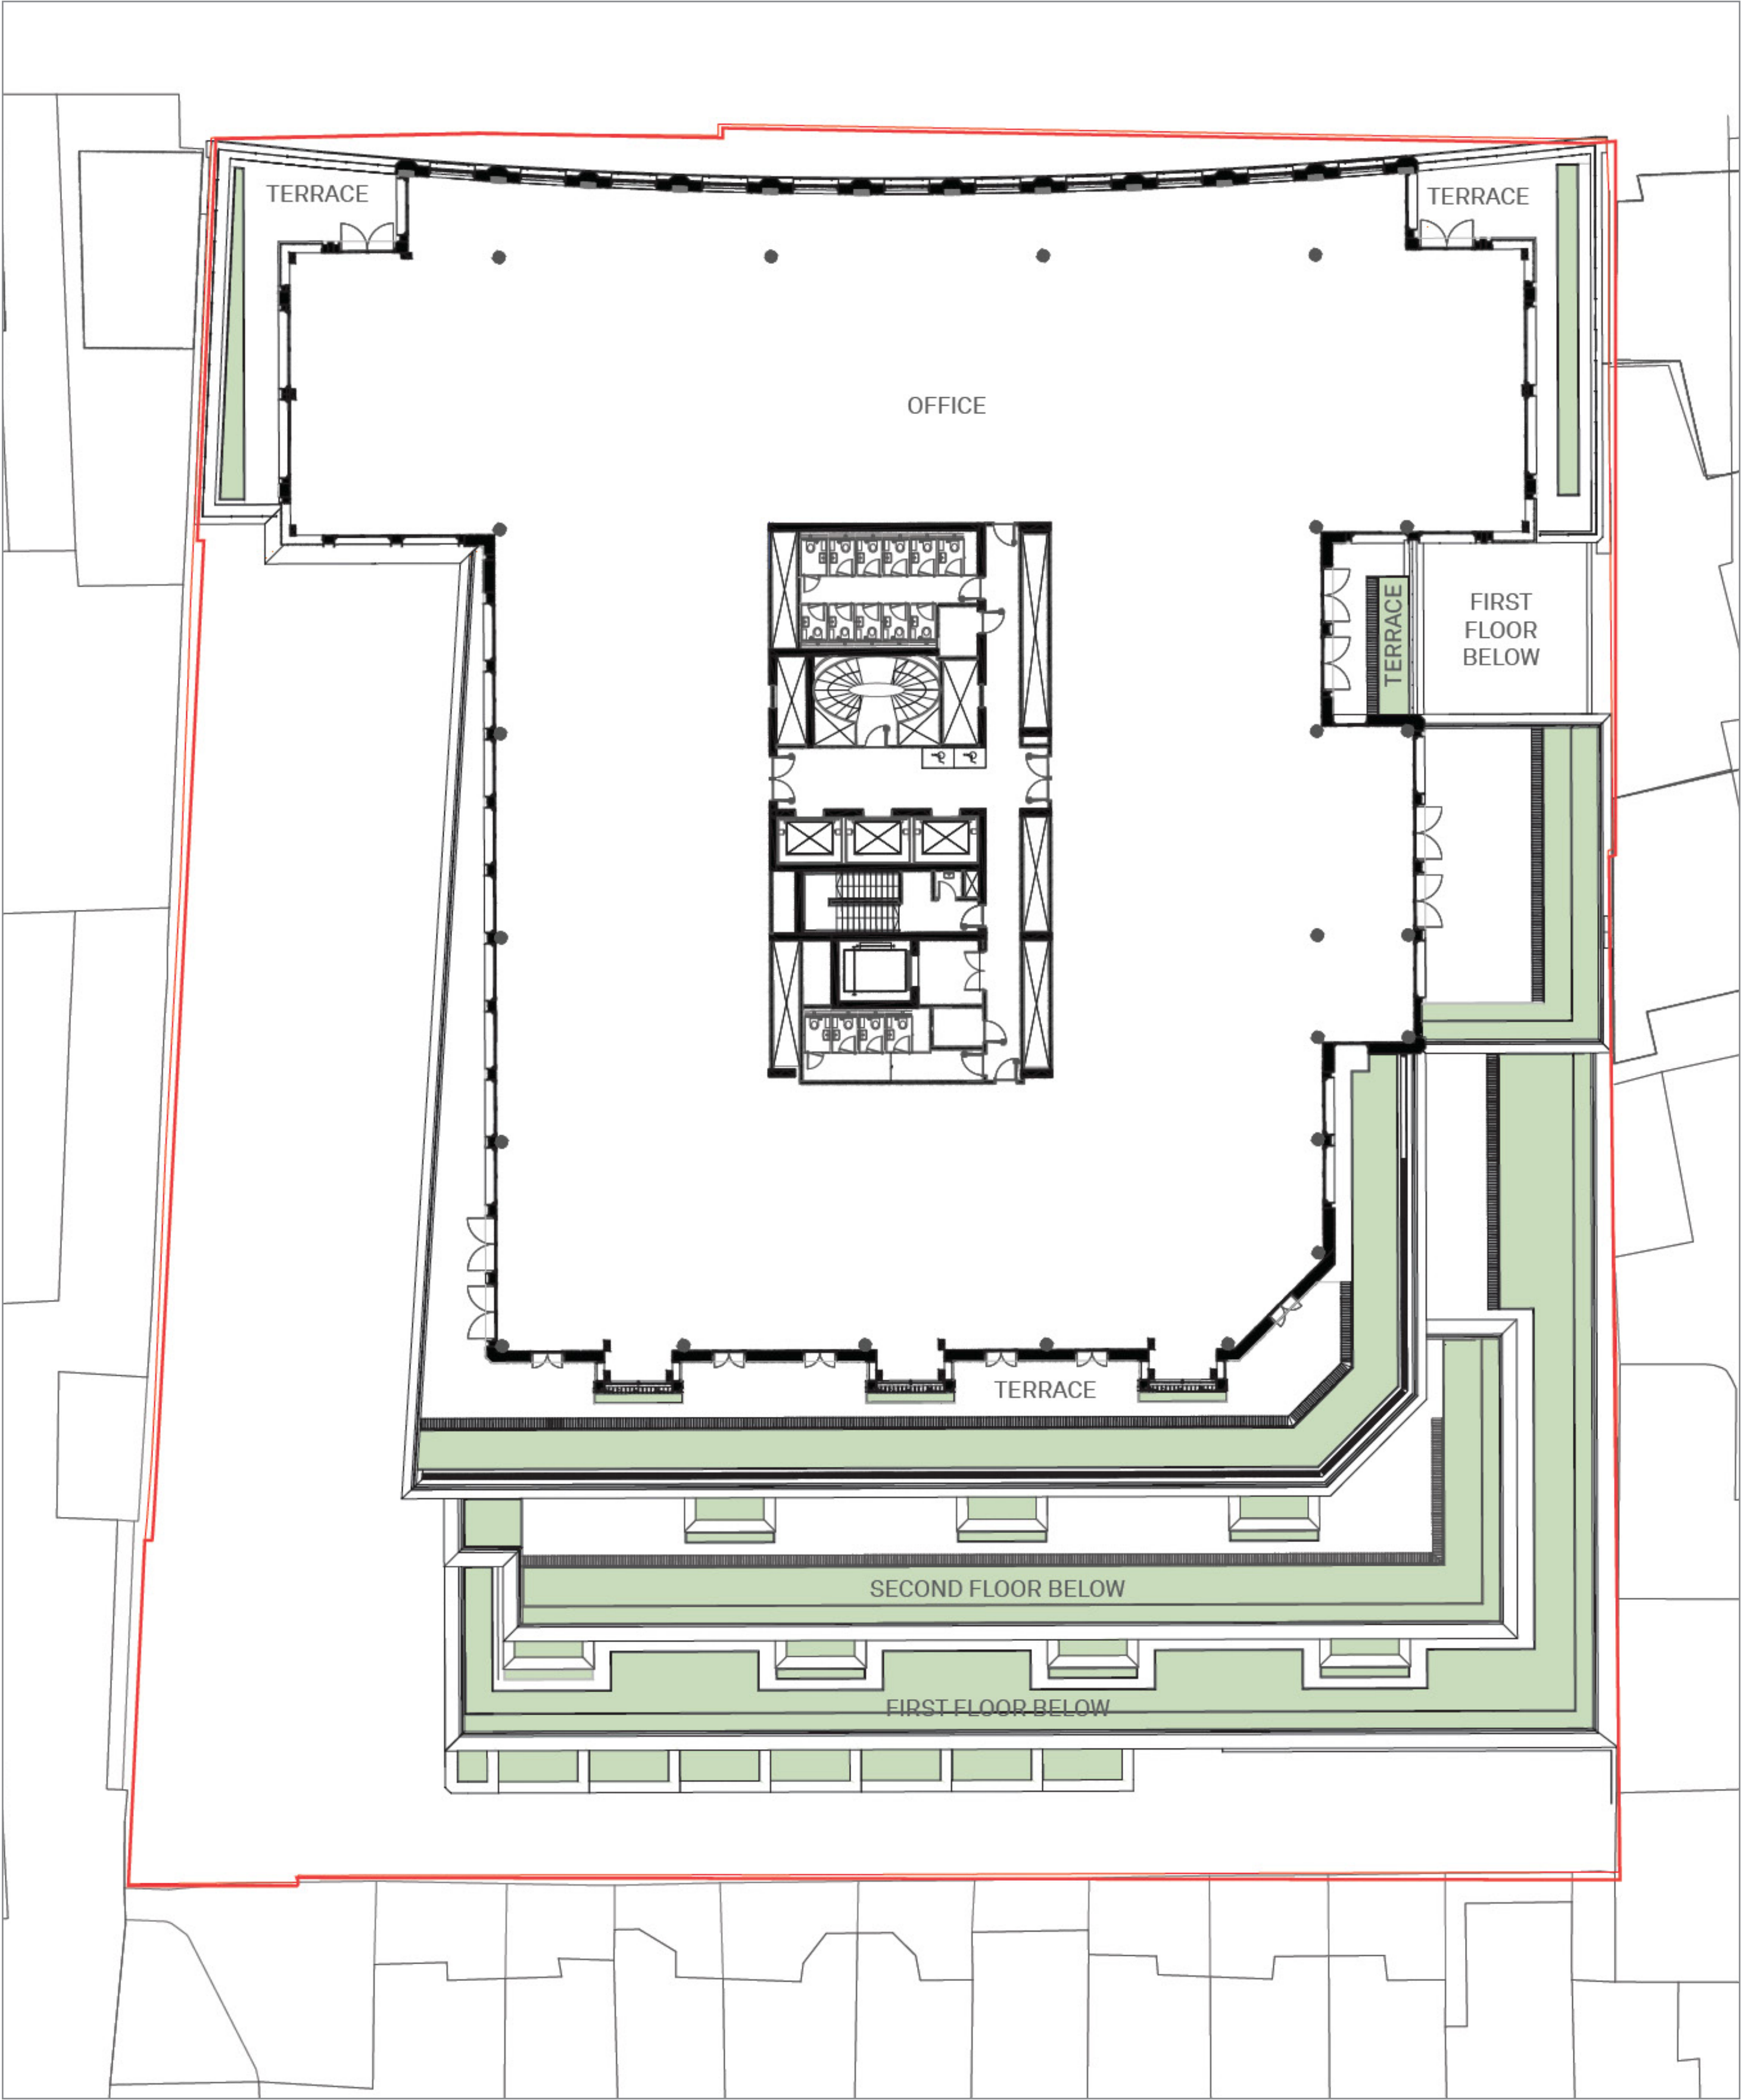 TERRACE
TERRACE
OFFICE
TERRACE
FIRST
FLOOR
BELOW
TERRACE
SECOND FLOOR BELOW
FIRST FLOOR BELOW